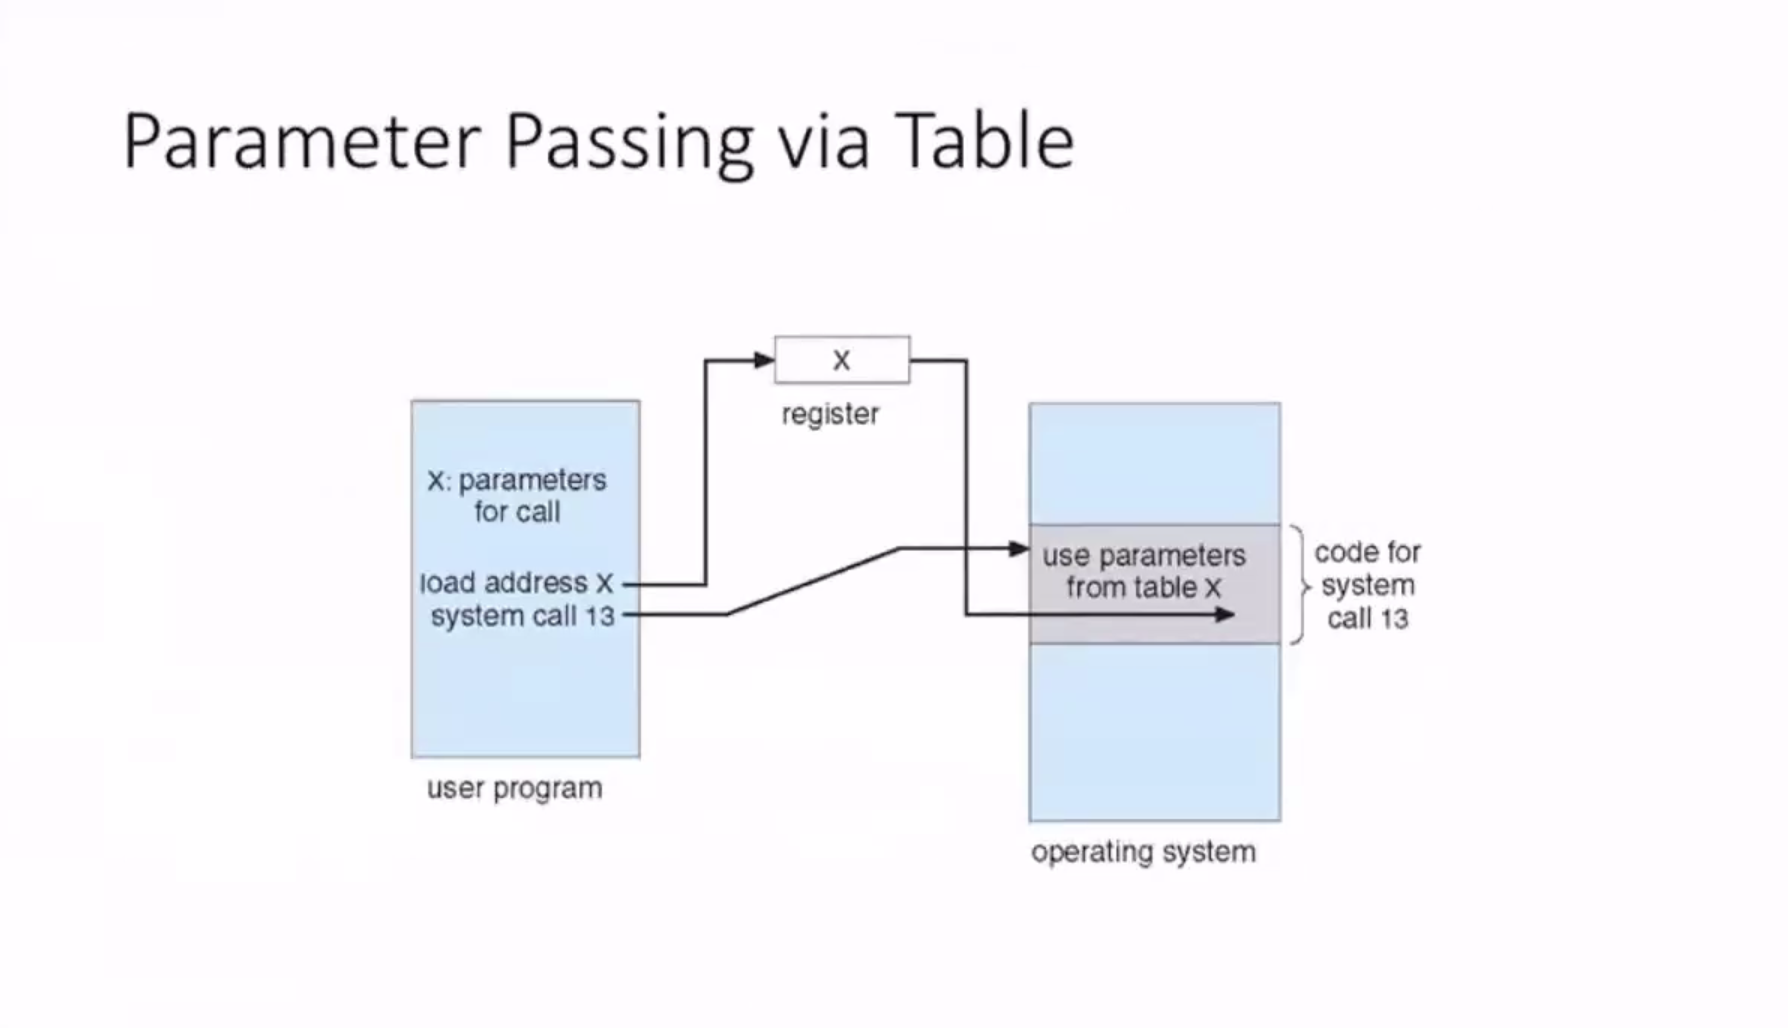 Parameter Passing via Table
X
register
X: parameters
for call
load address X
system call 13
user program
use parameters
from table X
code for
system
call 13
operating system